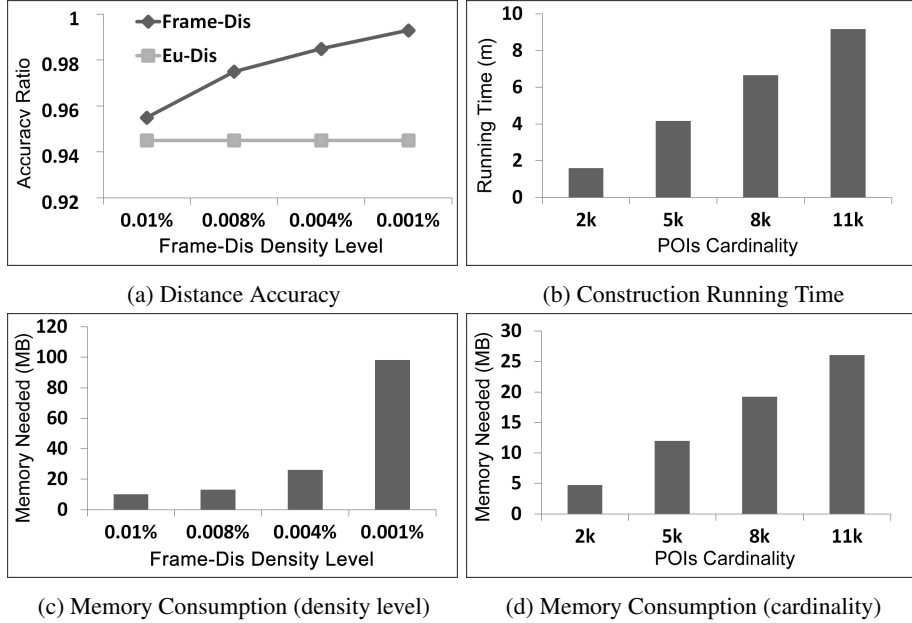 1
0.98
0.96
0.94
0.92
Accuracy Ratio
Frame-Dis
Eu-Dis
0.01% 0.008% 0.004% 0.001%
Frame-Dis Density Level
(a) Distance Accuracy
10
8
6
4
2
0
Running Time (m)
2k 5k 8k 11k
POIs Cardinality
(b) Construction Running Time
120
100
80
60
40
20
0
Memory Needed (MB)
0.01% 0.008% 0.004% 0.001%
Frame-Dis Density Level
(c) Memory Consumption (density level)
30
25
20
15
10
5
0
Memory Needed (MB)
2k 5k 8k 11k
POIs Cardinality
(d) Memory Consumption (cardinality)